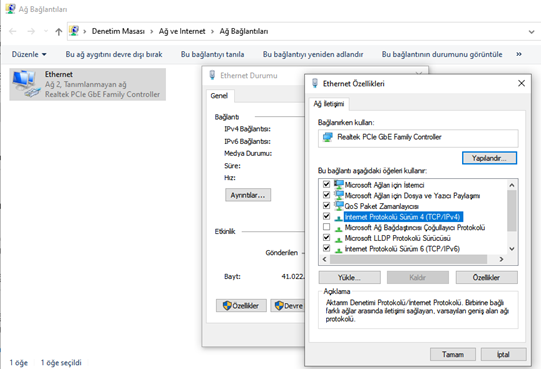 Ağ Bağlantıları
Denetim Masası > Ağ ve Internet > Ağ Bağlantıları
Düzenle Bu ağ aygıtını devre dışı bırak Bu bağlantıyı tanıla Bu bağlantıyı yeniden adlandır Bu bağlantının durumunu görüntüle »
Ethernet
Ağ 2, Tanımlanmayan ağ
Realtek PCIe GbE Family Controller
Ethernet Durumu
Genel
Bağlantı
IPv4 Bağlantısı:
IPv6 Bağlantısı:
Medya Durumu:
Süre:
Hız:
Ayrıntılar...
Etkinlik
Gönderilen
Bayt: 41.022.
Özellikler
Devre
Ethernet Özellikleri
Ağ İletişimi
Bağlanırken kullan:
Realtek PCIe GbE Family Controller
Yapılandır...
Bu bağlantı aşağıdaki öğeleri kullanır:
Microsoft Ağları için İstemci
Microsoft Ağları için Dosya ve Yazıcı Paylaşımı
QoS Paket Zamanlayıcısı
Internet Protokolü Sürüm 4 (TCP/IPv4)
Microsoft Ağ Bağdaştırıcısı Çoğullayıcı Protokolü
Microsoft LLDP Protokolü Sürücüsü
Internet Protokolü Sürüm 6 (TCP/IPv6)
Yükle... Kaldır Özellikler
Açıklama
Aktarım Denetimi Protokolü/Internet Protokolü. Birbirine bağlı
farklı ağlar arasında iletişimi sağlayan, varsayılan geniş alan ağı
protokolü.
Tamam İptal
1 öğe 1 öğe seçildi